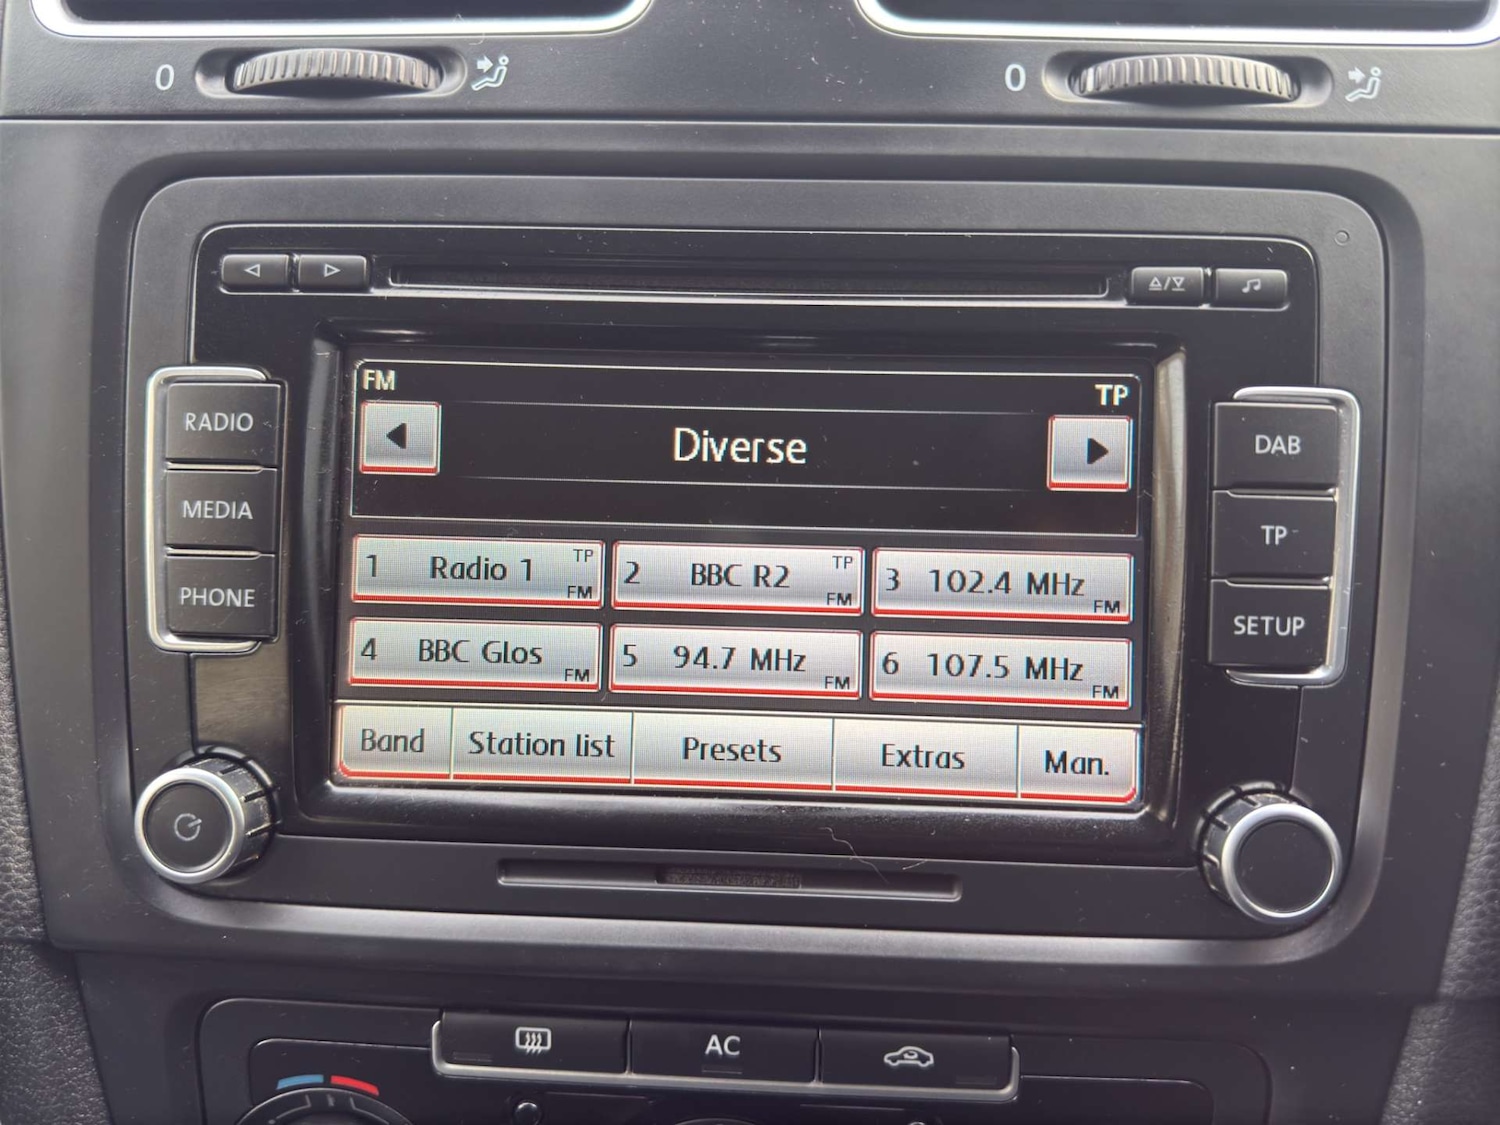 0 0
RADIO
MEDIA
PHONE
FM
TP
Diverse
1 Radio 1 TP FM
2 BBC R2 TP FM
3 102.4 MHz FM
4 BBC Glos FM
5 94.7 MHz FM
6 107.5 MHz FM
Band Station list Presets Extras Man.
DAB
TP
SETUP
AC